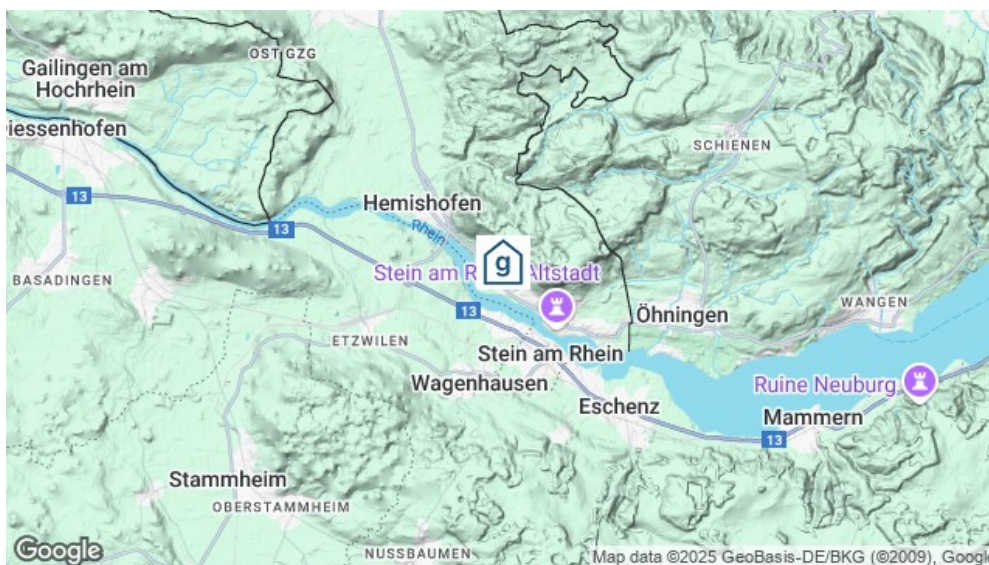 OST GZG
Gailingen am
Hochrhein
iessenhofen
SCHIENEN
13
Hemishofen
13
Rhein
BASADINGEN
g
Stein am R
Altstadt
WANGEN
13
Öhningen
ETZWILEN
Stein am Rhein
Wagenhausen
Ruine Neuburg
Eschenz
Mammern
13
Stammheim
OBERSTAMMHEIM
NUSSBAUMEN
Google
Map data ©2025 GeoBasis-DE/BKG (©2009), Google